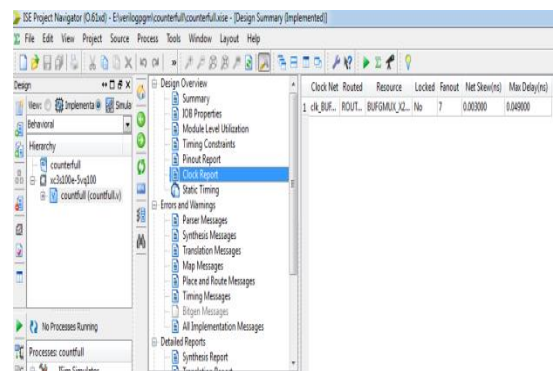 ISE Project Navigator (O.61xd) - E:\verilogpgm\counterfull\counterfull.xise - [Design Summary (Implemented)]
File Edit View Project Source Process Tools Window Layout Help
Design
View: Implementa Simula
Behavioral
Hierarchy
counterfull
xc3s100e-5vq100
countfull (countfull.v)
No Processes Running
Processes: countfull
Design Overview
Summary
IOB Properties
Module Level Utilization
Timing Constraints
Pinout Report
Clock Report
Static Timing
Errors and Warnings
Parser Messages
Synthesis Messages
Translation Messages
Map Messages
Place and Route Messages
Timing Messages
Bitgen Messages
All Implementation Messages
Detailed Reports
Synthesis Report
Clock Net Routed Resource Locked Fanout Net Skew(ns) Max Delay(ns)
1 clk_BUF... ROUT... BUFGMUX_X2... No 7 0.003000 0.049000